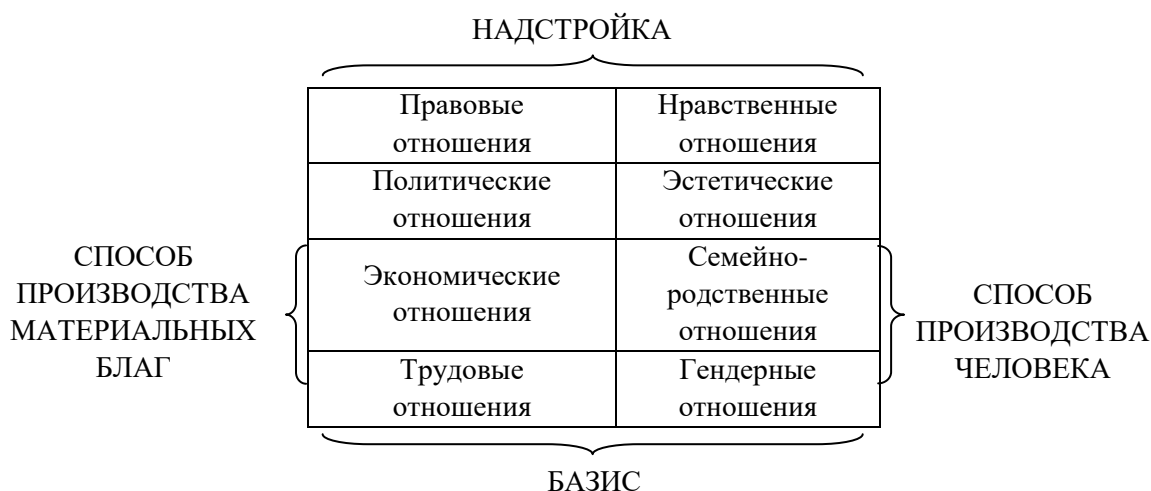 НАДСТРОЙКА
Правовые
отношения
Нравственные
отношения
Политические
отношения
Эстетические
отношения
СПОСОБ
ПРОИЗВОДСТВА
МАТЕРИАЛЬНЫХ
БЛАГ
Экономические
отношения
Семейно-
родственные
отношения
СПОСОБ
ПРОИЗВОДСТВА
ЧЕЛОВЕКА
Трудовые
отношения
Гендерные
отношения
БАЗИС